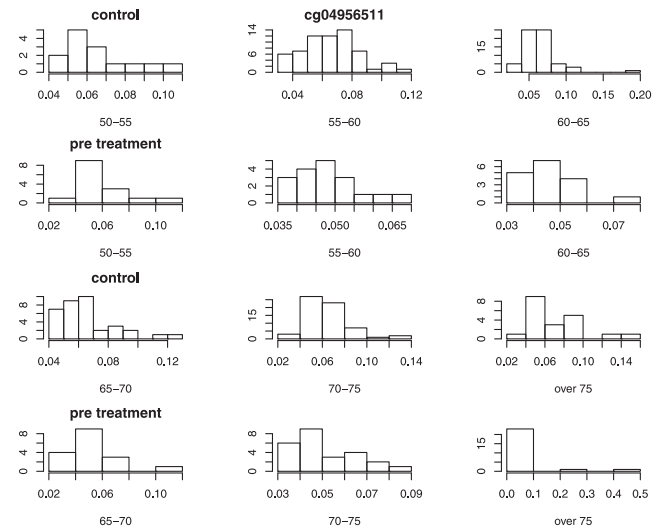 control cg04956511
0 2 4 0 4 8 14 0 15
0.04 0.06 0.08 0.10 0.04 0.08 0.12 0.05 0.10 0.15 0.20
50−55 55−60 60−65
pre treatment
0 4 8 0 2 4 0 3 6
0.02 0.06 0.10 0.035 0.050 0.065 0.03 0.05 0.07
50−55 55−60 60−65
control
0 4 8 0 15 0 4 8
0.04 0.08 0.12 0.02 0.06 0.10 0.14 0.02 0.06 0.10 0.14
65−70 70−75 over 75
pre treatment
0 4 8 0 4 8 0 15
0.02 0.06 0.10 0.03 0.05 0.07 0.09 0.0 0.1 0.2 0.3 0.4 0.5
65−70 70−75 over 75